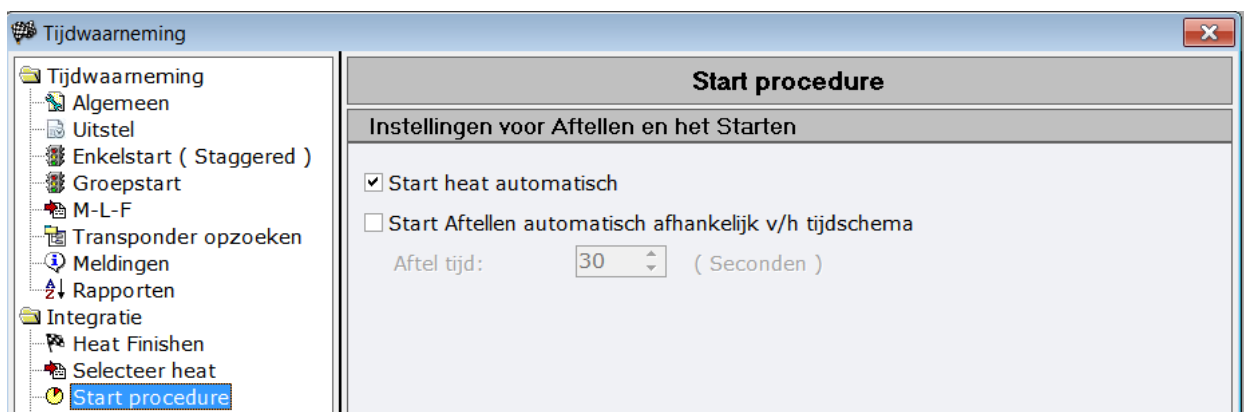 Tijdwaarneming
Tijdwaarneming
Algemeen
Uitstel
Enkelstart ( Staggered )
Groepstart
M-L-F
Transponder opzoeken
Meldingen
Rapporten
Integratie
Heat Finishen
Selecteer heat
Start procedure
Start procedure
Instellingen voor Aftellen en het Starten
Start heat automatisch
Start Aftellen automatisch afhankelijk v/h tijdschema
Aftel tijd: 30 ( Seconden )